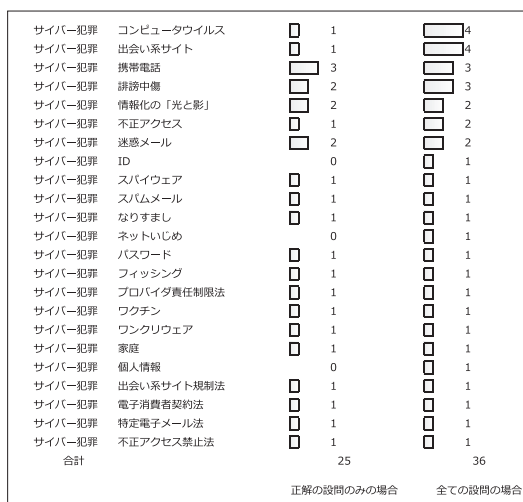 サイバー犯罪 コンピュータウイルス 1 4
サイバー犯罪 出会い系サイト 1 4
サイバー犯罪 携帯電話 3 3
サイバー犯罪 誹謗中傷 2 3
サイバー犯罪 情報化の「光と影」 2 2
サイバー犯罪 不正アクセス 1 2
サイバー犯罪 迷惑メール 2 2
サイバー犯罪 ID 0 1
サイバー犯罪 スパイウェア 1 1
サイバー犯罪 スパムメール 1 1
サイバー犯罪 なりすまし 1 1
サイバー犯罪 ネットいじめ 0 1
サイバー犯罪 パスワード 1 1
サイバー犯罪 フィッシング 1 1
サイバー犯罪 プロバイダ責任制限法 1 1
サイバー犯罪 ワクチン 1 1
サイバー犯罪 ワンクリウェア 1 1
サイバー犯罪 家庭 1 1
サイバー犯罪 個人情報 0 1
サイバー犯罪 出会い系サイト規制法 1 1
サイバー犯罪 電子消費者契約法 1 1
サイバー犯罪 特定電子メール法 1 1
サイバー犯罪 不正アクセス禁止法 1 1
合計 25 36
正解の設問のみの場合 全ての設問の場合